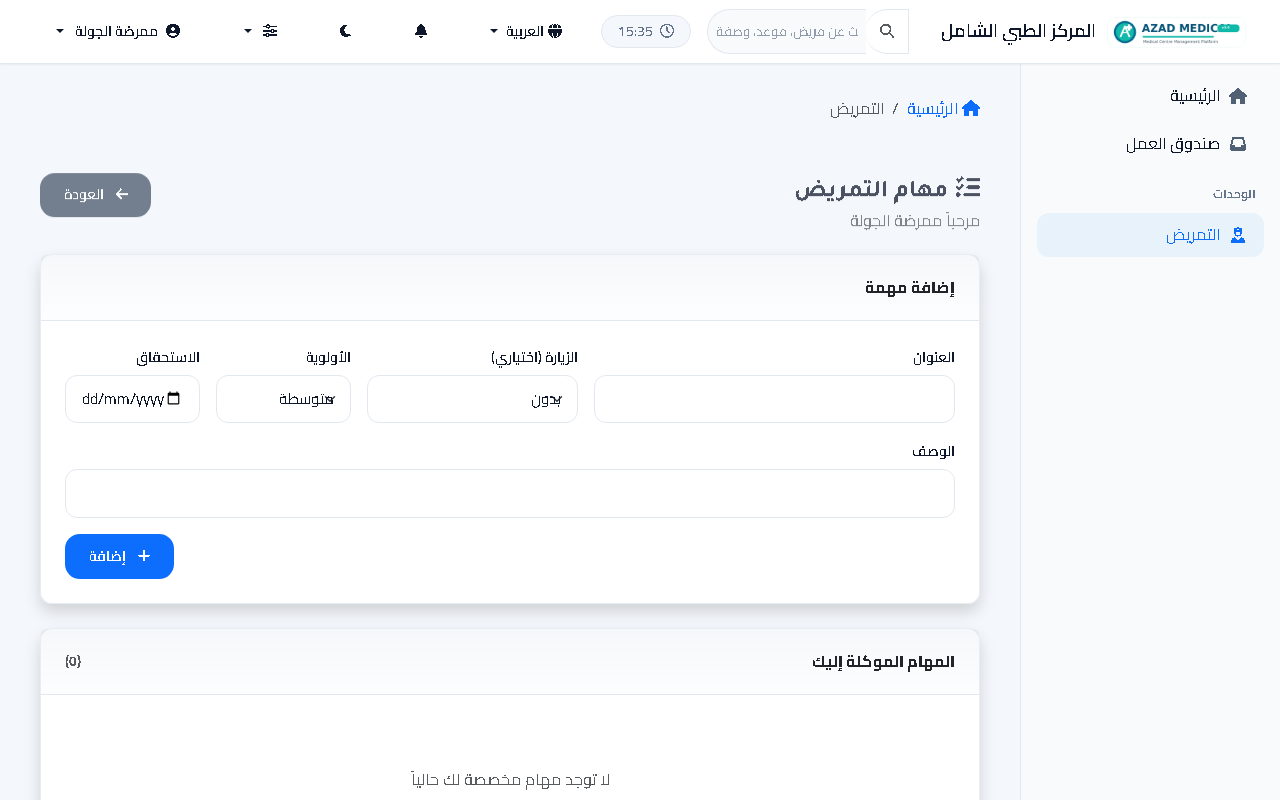 AZAD MEDIC
Medical Centre Management Platform
المركز الطبي الشامل
ث عن مريض، موعد، وصفة
15:35
العربية
ممرضة الجولة
الرئيسية
صندوق العمل
الوحدات
التمريض
الرئيسية / التمريض
مهام التمريض
العودة
مرحباً ممرضة الجولة
إضافة مهمة
العنوان
الزيارة (اختياري)
الأولوية
الاستحقاق
بدون
متوسطة
dd/mm/yyyy
الوصف
إضافة
المهام الموكلة إليك
(0)
لا توجد مهام مخصصة لك حالياً